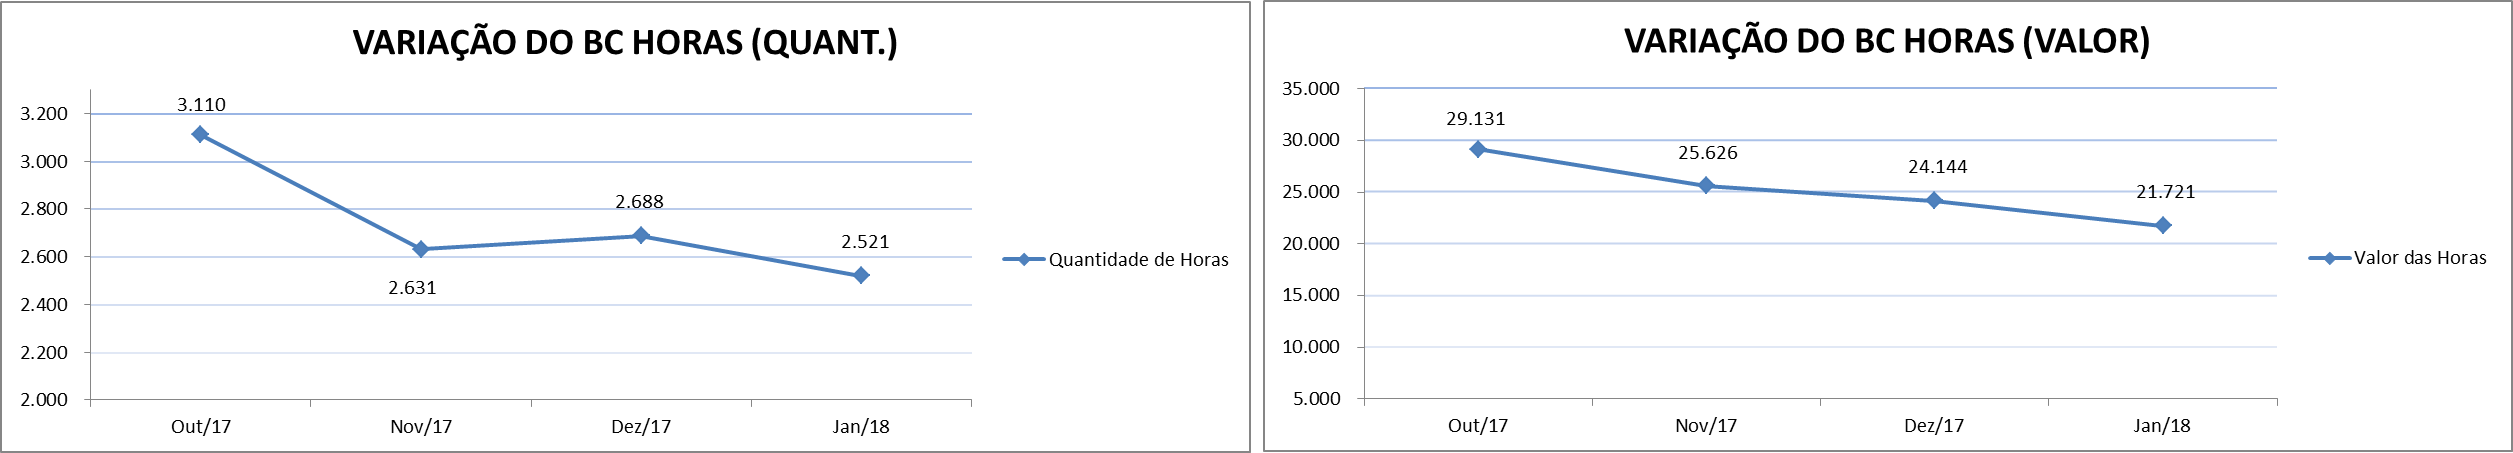 VARIAÇÃO DO BC HORAS (QUANT.)
3.200
3.000
2.800
2.600
2.400
2.200
2.000
3.110
2.631
2.688
2.521
Out/17
Nov/17
Dez/17
Jan/18
Quantidade de Horas
VARIAÇÃO DO BC HORAS (VALOR)
35.000
30.000
25.000
20.000
15.000
10.000
5.000
29.131
25.626
24.144
21.721
Out/17
Nov/17
Dez/17
Jan/18
Valor das Horas